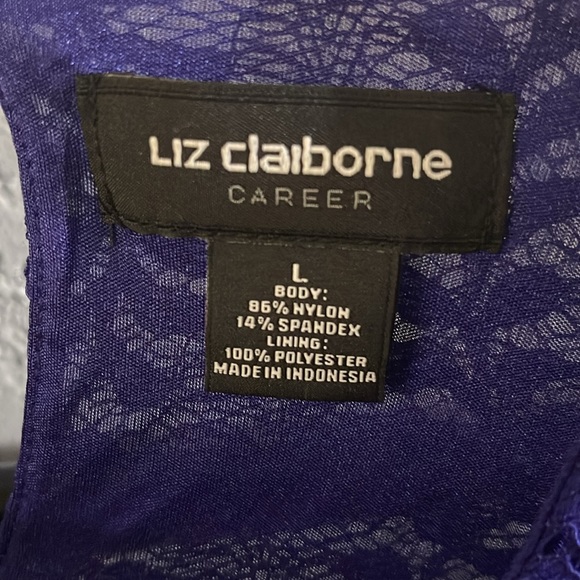 Liz claiborne
CAREER
L
BODY:
86% NYLON
14% SPANDEX
LINING:
100% POLYESTER
MADE IN INDONESIA